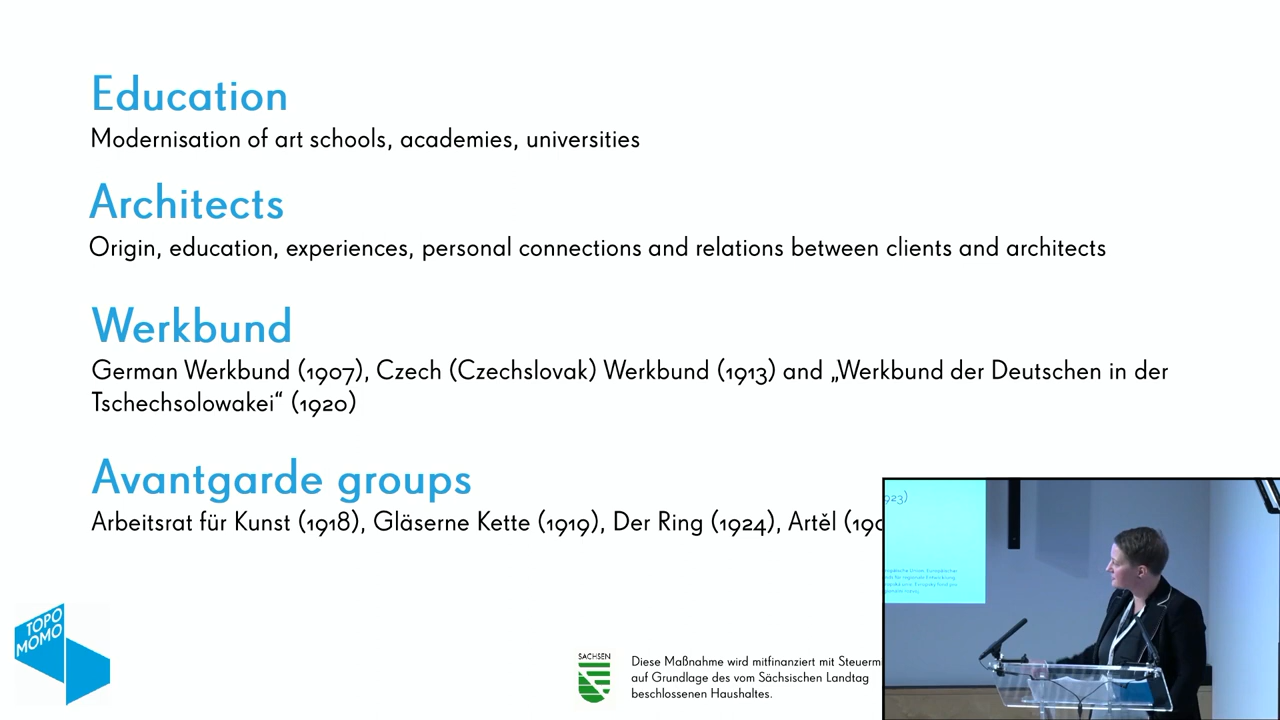 Education
Modernisation of art schools, academies, universities
Architects
Origin, education, experiences, personal connections and relations between clients and architects
Werkbund
German Werkbund (1907), Czech (Czechslovak) Werkbund (1913) and „Werkbund der Deutschen in der
Tschechsolowakei“ (1920)
Avantgarde groups
Arbeitsrat für Kunst (1918), Gläserne Kette (1919), Der Ring (1924), Artěl
923)
TOPO
MOMO
SACHSEN
Diese Maßnahme wird mitfinanziert mit
auf Grundlage des vom Sächsischen Landtag
beschlossenen Haushaltes.